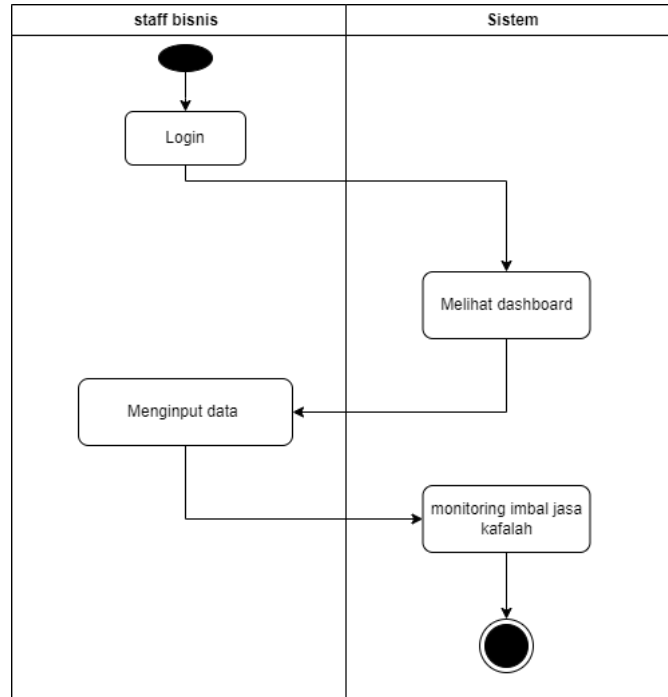 staff bisnis
Sistem
Login
Melihat dashboard
Menginput data
monitoring imbal jasa
kafalah